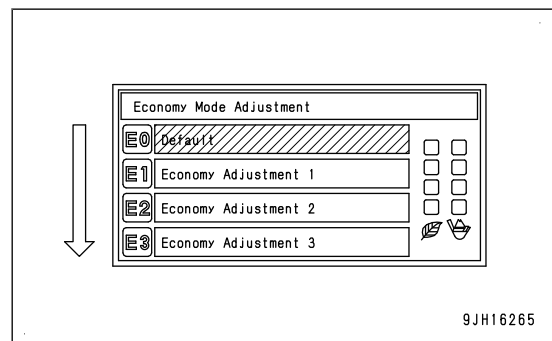 Economy Mode Adjustment
E0 Default
E1 Economy Adjustment 1
E2 Economy Adjustment 2
E3 Economy Adjustment 3
9JH16265